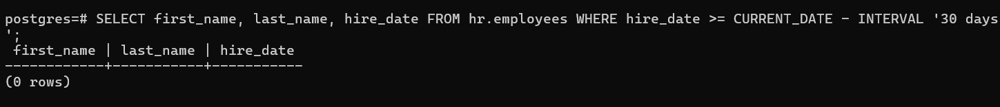 postgres=# SELECT first_name, last_name, hire_date FROM hr.employees WHERE hire_date >= CURRENT_DATE - INTERVAL '30 days
';
 first_name | last_name | hire_date
------------+-----------+-----------
(0 rows)